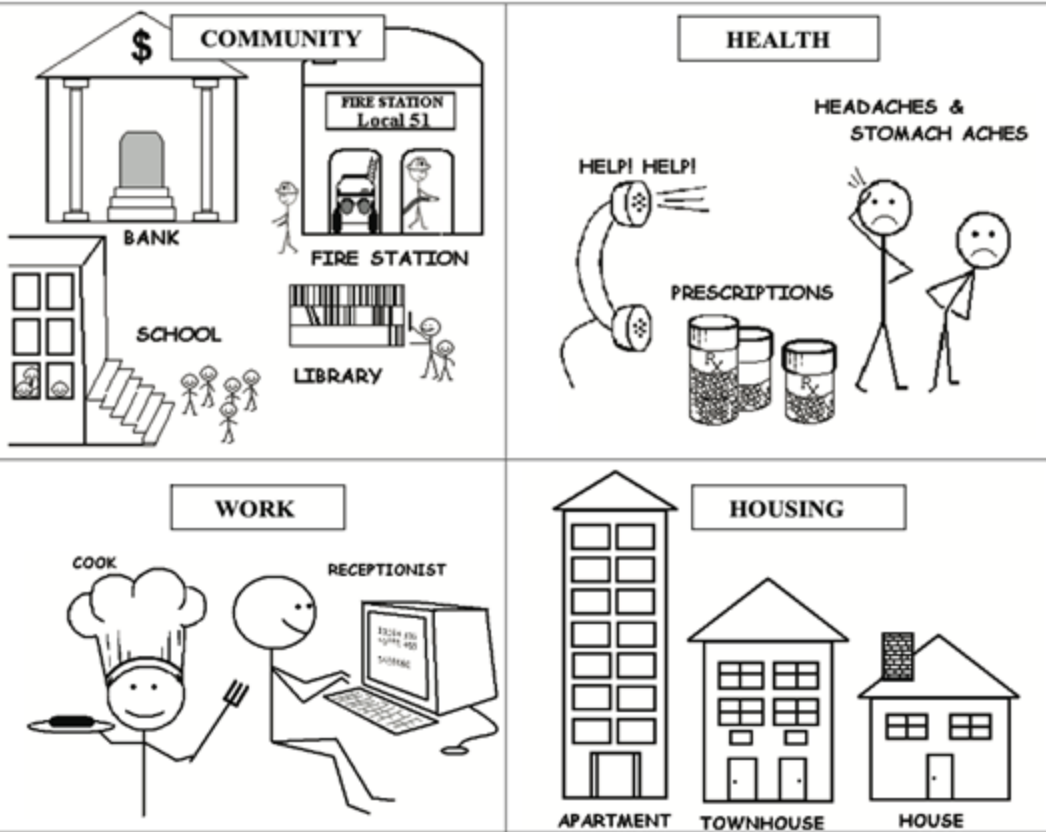 COMMUNITY
$
FIRE STATION
Local 51
BANK
FIRE STATION
SCHOOL
LIBRARY
HEALTH
HEADACHES &
STOMACH ACHES
HELP! HELP!
PRESCRIPTIONS
Rx
Rx
WORK
COOK
RECEPTIONIST
HOUSING
APARTMENT
TOWNHOUSE
HOUSE